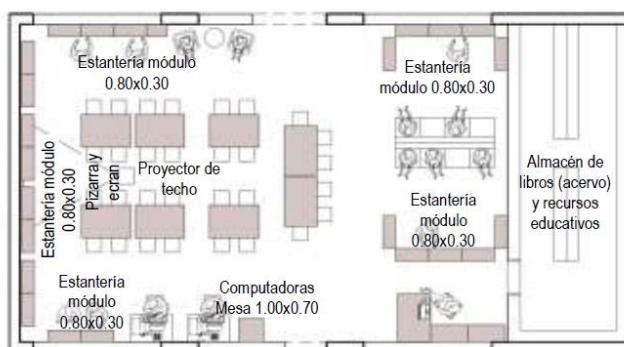 Estantería módulo
0.80x0.30
Estantería
módulo 0.80x0.30
Estantería módulo
0.80x0.30
Pizarra y
ecran
Proyector de
techo
Almacén de
libros (acervo)
y recursos
educativos
Estantería
módulo
0.80x0.30
Estantería
módulo
0.80x0.30
Computadoras
Mesa 1.00x0.70